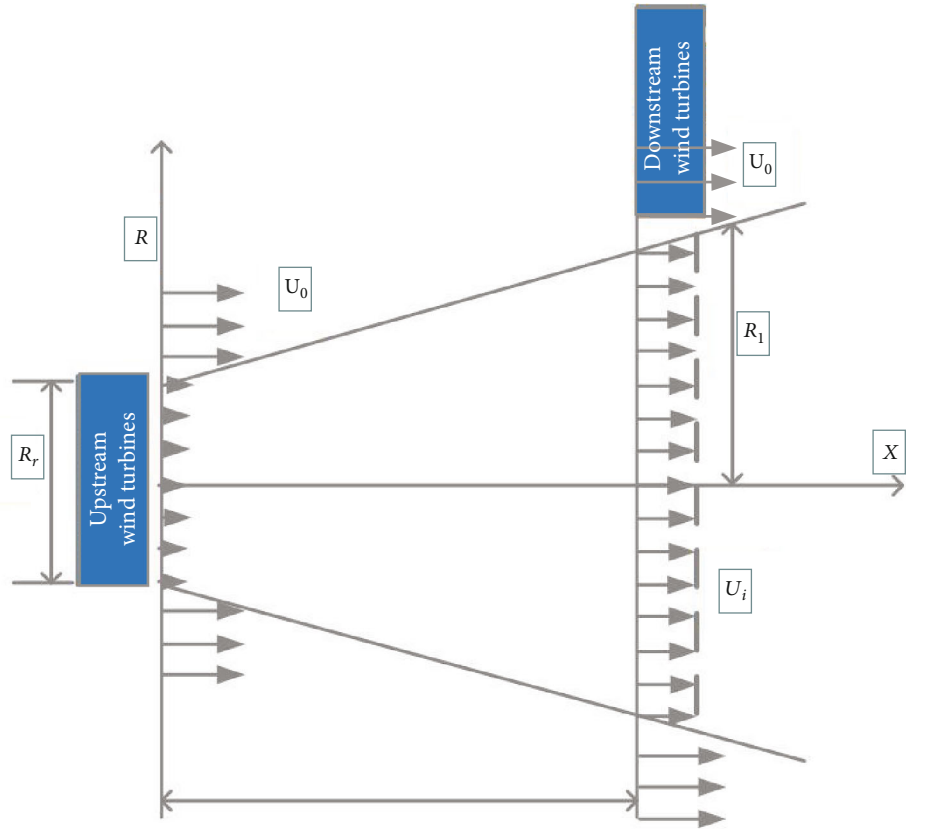 Downstream
wind turbines
U₀
R
U₀
R₁
Rᵣ
Upstream
wind turbines
X
Uᵢ